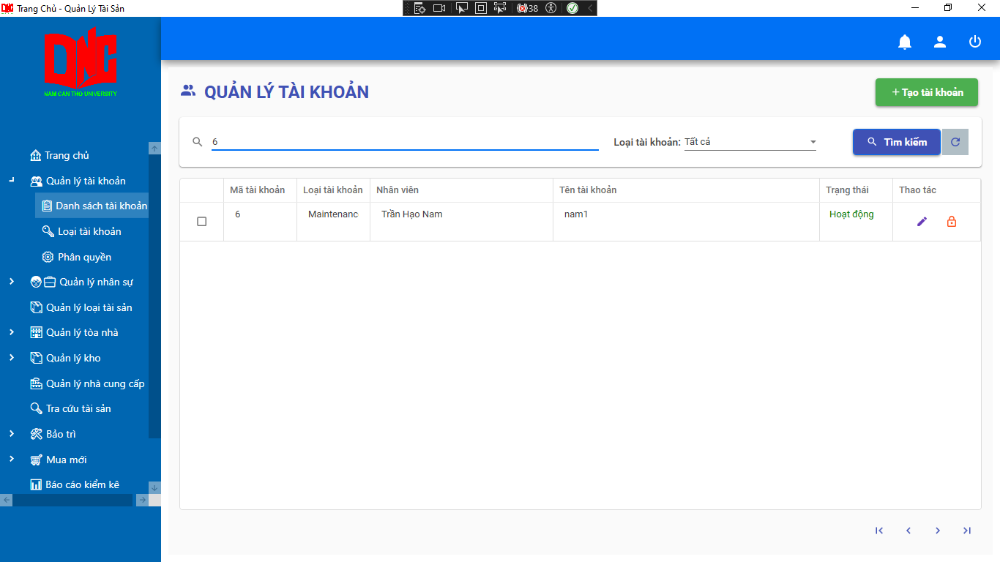 Trang Chủ - Quản Lý Tài Sản
38
DNC
NAM CAN THO UNIVERSITY
Trang chủ
Quản lý tài khoản
Danh sách tài khoản
Loại tài khoản
Phân quyền
Quản lý nhân sự
Quản lý loại tài sản
Quản lý tòa nhà
Quản lý kho
Quản lý nhà cung cấp
Tra cứu tài sản
Bảo trì
Mua mới
Báo cáo kiểm kê
QUẢN LÝ TÀI KHOẢN
+ Tạo tài khoản
6
Loại tài khoản: Tất cả
Tìm kiếm
Mã tài khoản Loại tài khoản Nhân viên Tên tài khoản Trạng thái Thao tác
6 Maintenanc Trần Hạo Nam nam1 Hoạt động